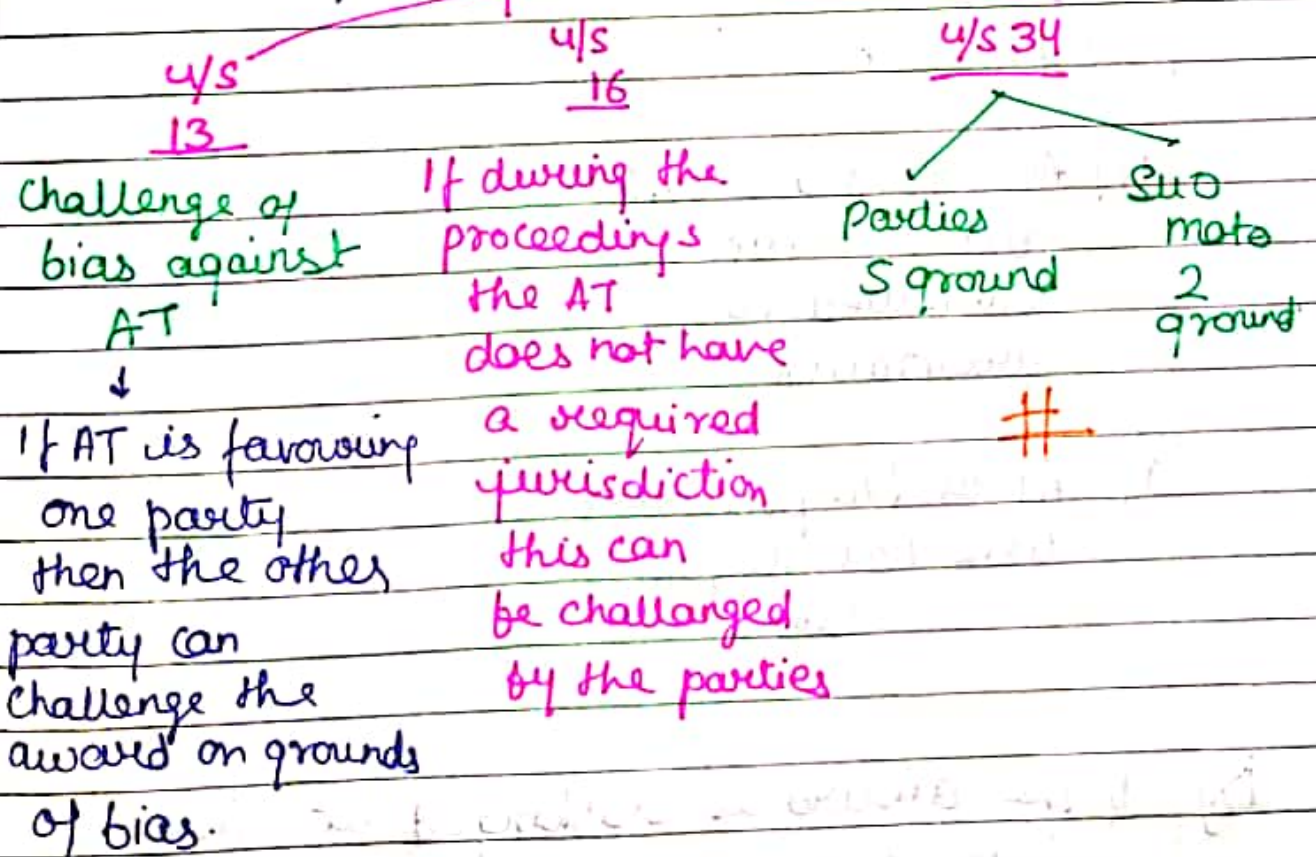 u/s
13
Challenge of
bias against
AT
↓
If AT is favouring
one party
then the other
party can
challenge the
award on grounds
of bias.
u/s
16
If during the
proceedings
the AT
does not have
a required
jurisdiction
this can
be challanged
by the parties
u/s 34
Parties
5 ground
Suo
moto
2
ground
#